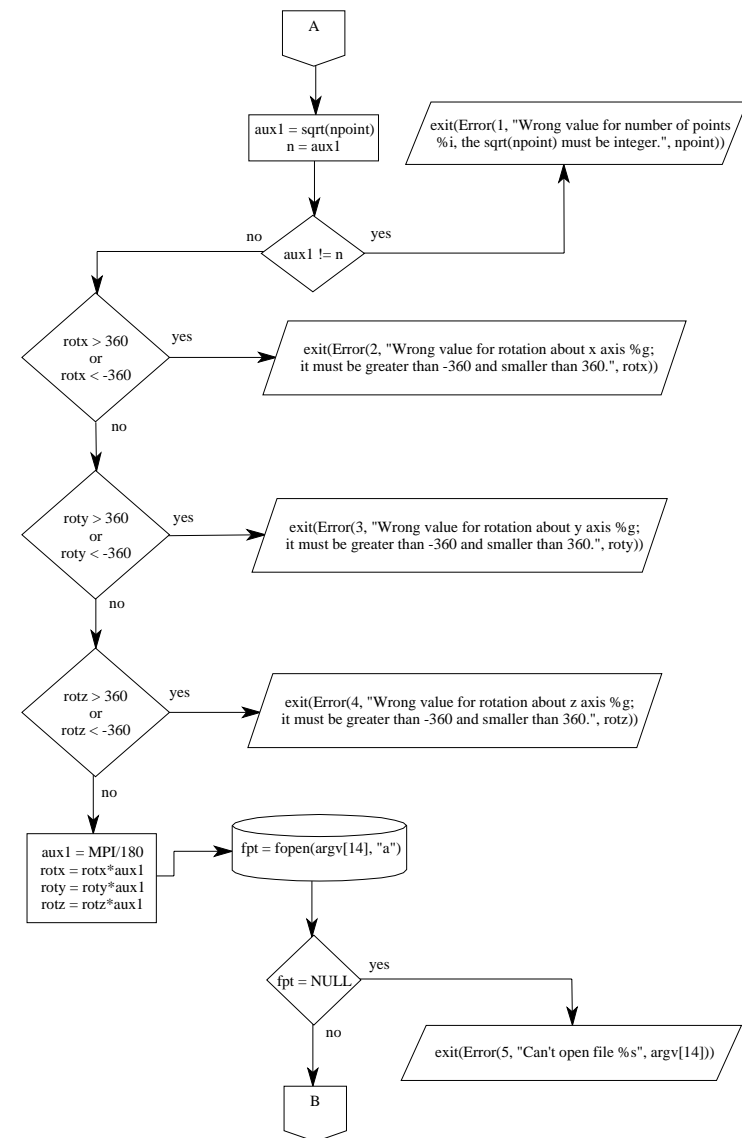 A
aux1 = sqrt(npoint)
n = aux1
exit(Error(1, "Wrong value for number of points
%i, the sqrt(npoint) must be integer.", npoint))
no
aux1 != n
yes
rotx > 360
or
rotx < -360
yes
exit(Error(2, "Wrong value for rotation about x axis %g;
it must be greater than -360 and smaller than 360.", rotx))
no
roty > 360
or
roty < -360
yes
exit(Error(3, "Wrong value for rotation about y axis %g;
it must be greater than -360 and smaller than 360.", roty))
no
rotz > 360
or
rotz < -360
yes
exit(Error(4, "Wrong value for rotation about z axis %g;
it must be greater than -360 and smaller than 360.", rotz))
no
aux1 = MPI/180
rotx = rotx*aux1
roty = roty*aux1
rotz = rotz*aux1
fpt = fopen(argv[14], "a")
fpt = NULL
yes
no
exit(Error(5, "Can't open file %s", argv[14]))
B